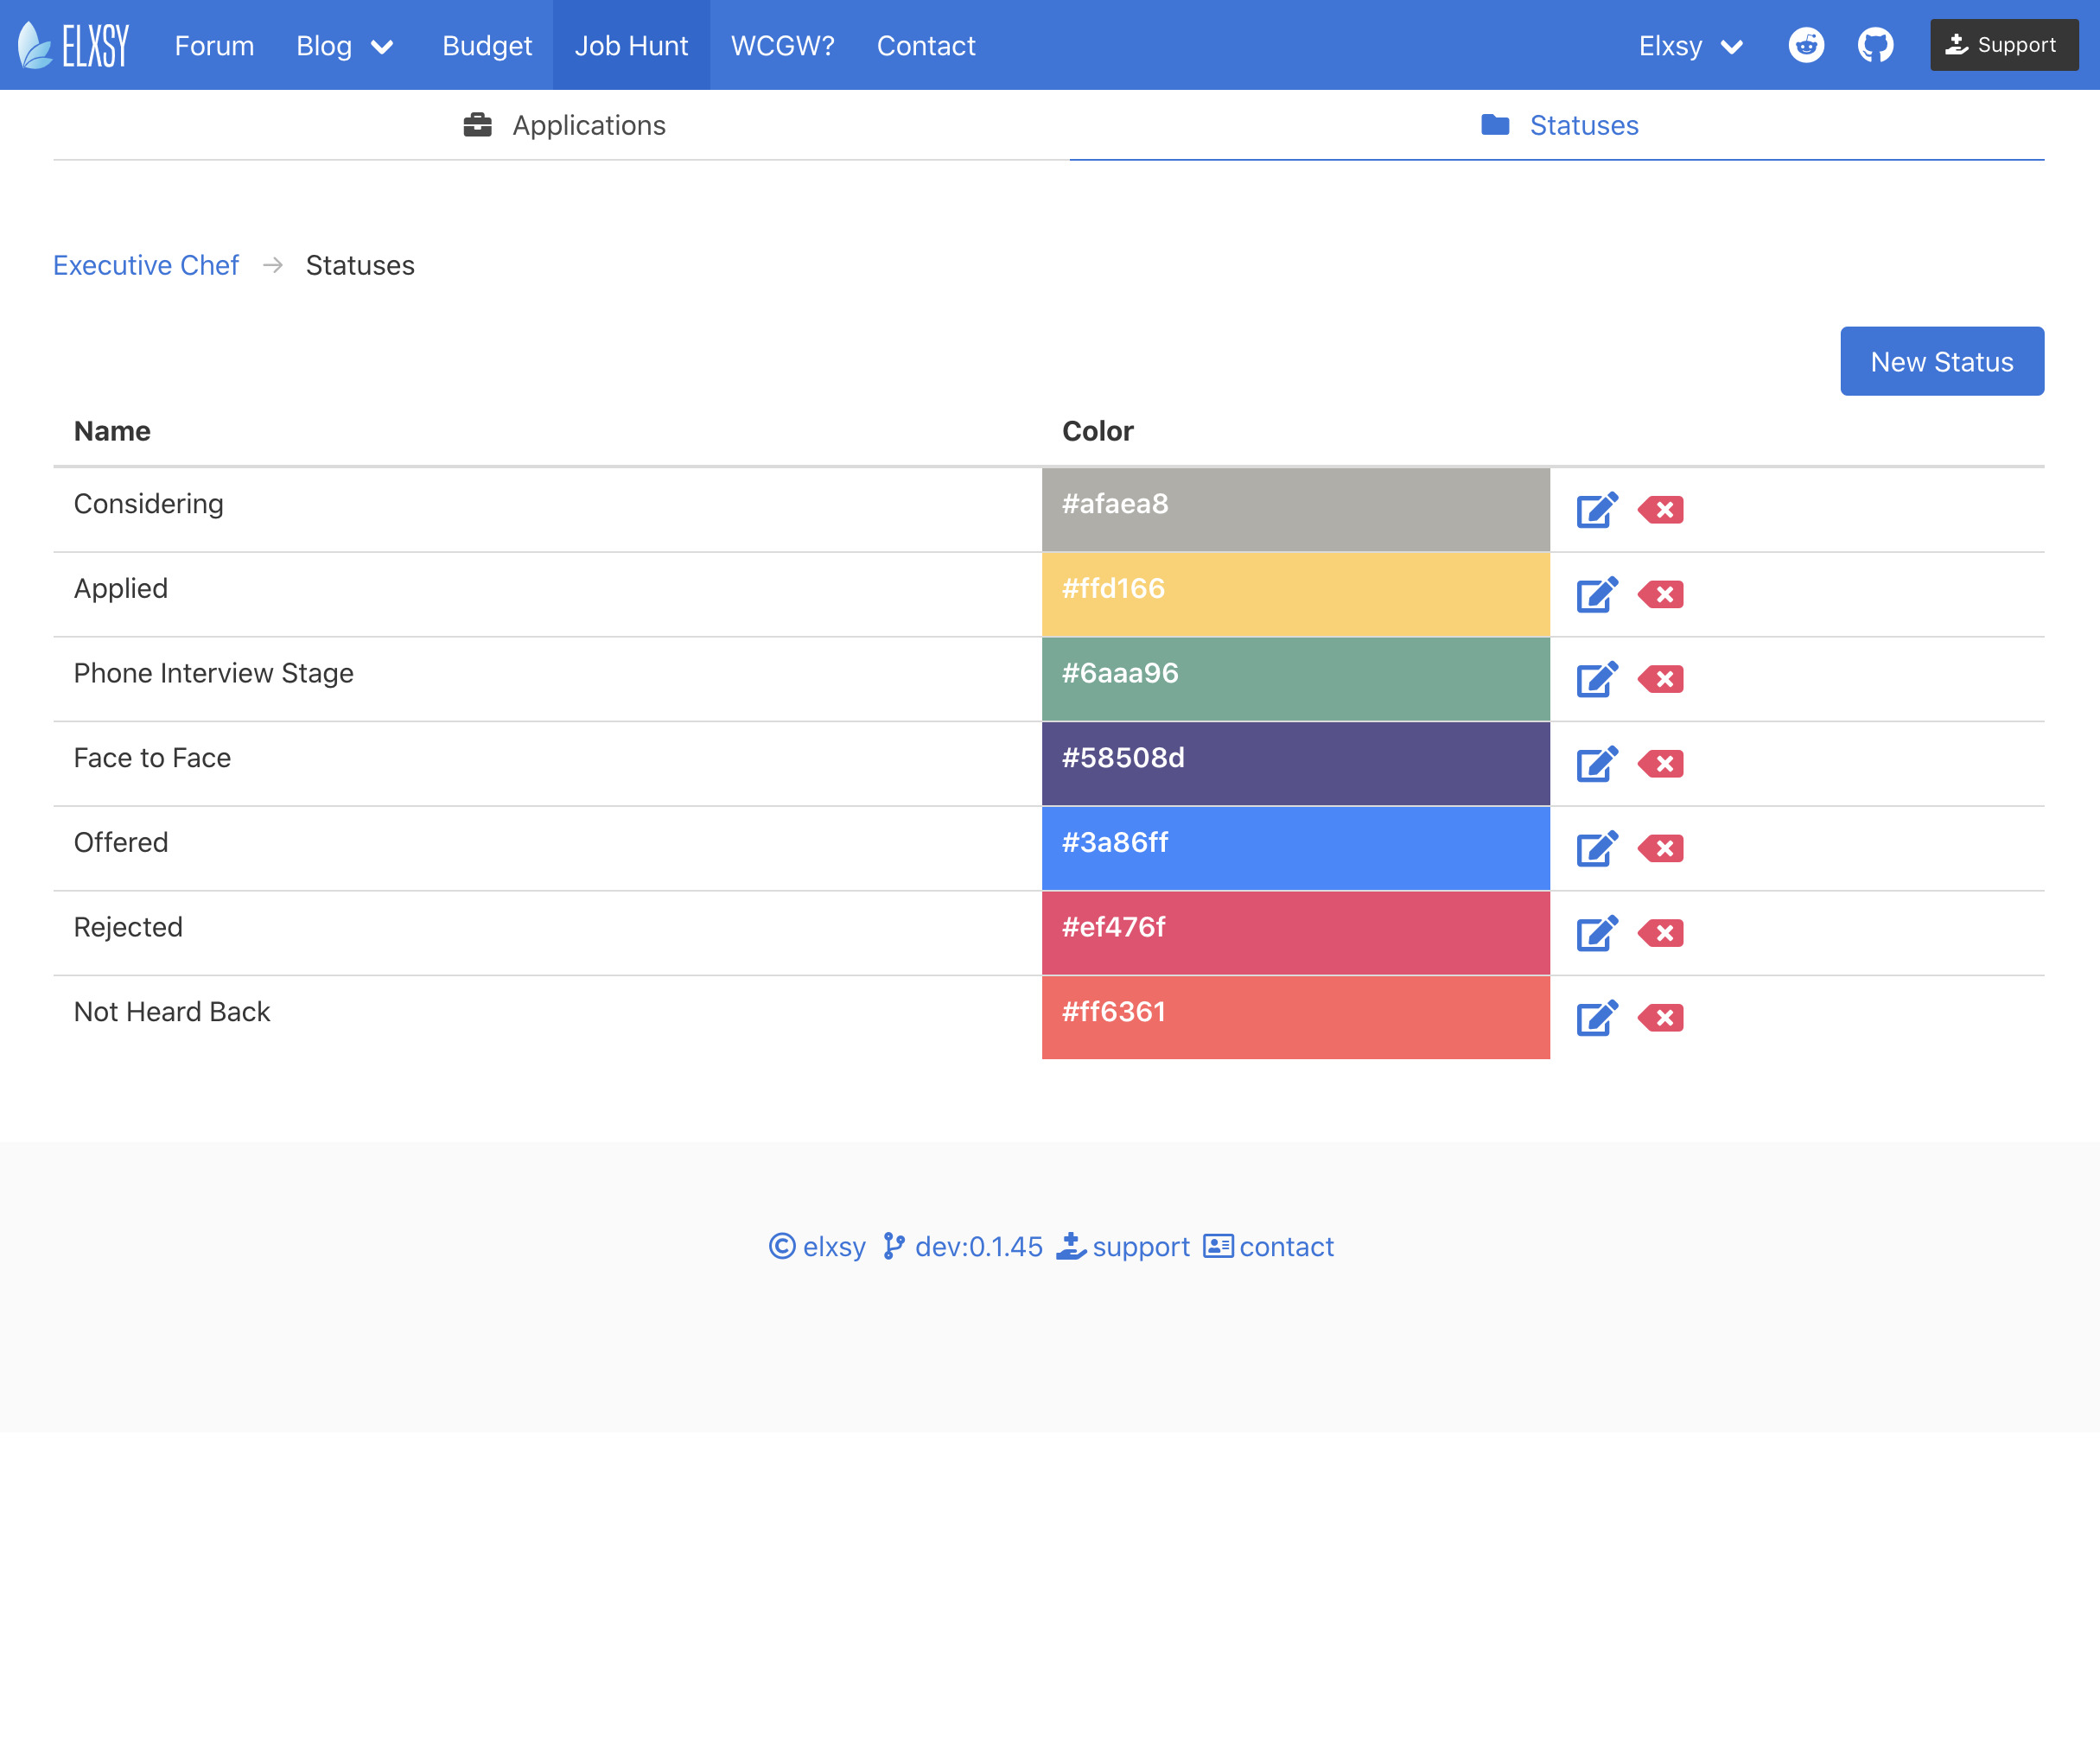 ELXSY Forum Blog Budget Job Hunt WCGW? Contact Elxsy Support
Applications Statuses
Executive Chef → Statuses
New Status
Name Color
Considering #afaea8
Applied #ffd166
Phone Interview Stage #6aaa96
Face to Face #58508d
Offered #3a86ff
Rejected #ef476f
Not Heard Back #ff6361
© elxsy dev:0.1.45 support contact